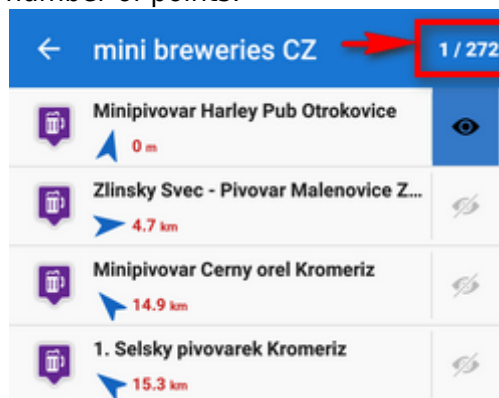 number of points.
mini breweries CZ
1 / 272
Minipivovar Harley Pub Otrokovice
0 m
Zlinsky Svec - Pivovar Malenovice Z...
4.7 km
Minipivovar Cerny orel Kromeriz
14.9 km
1. Selsky pivovarek Kromeriz
15.3 km